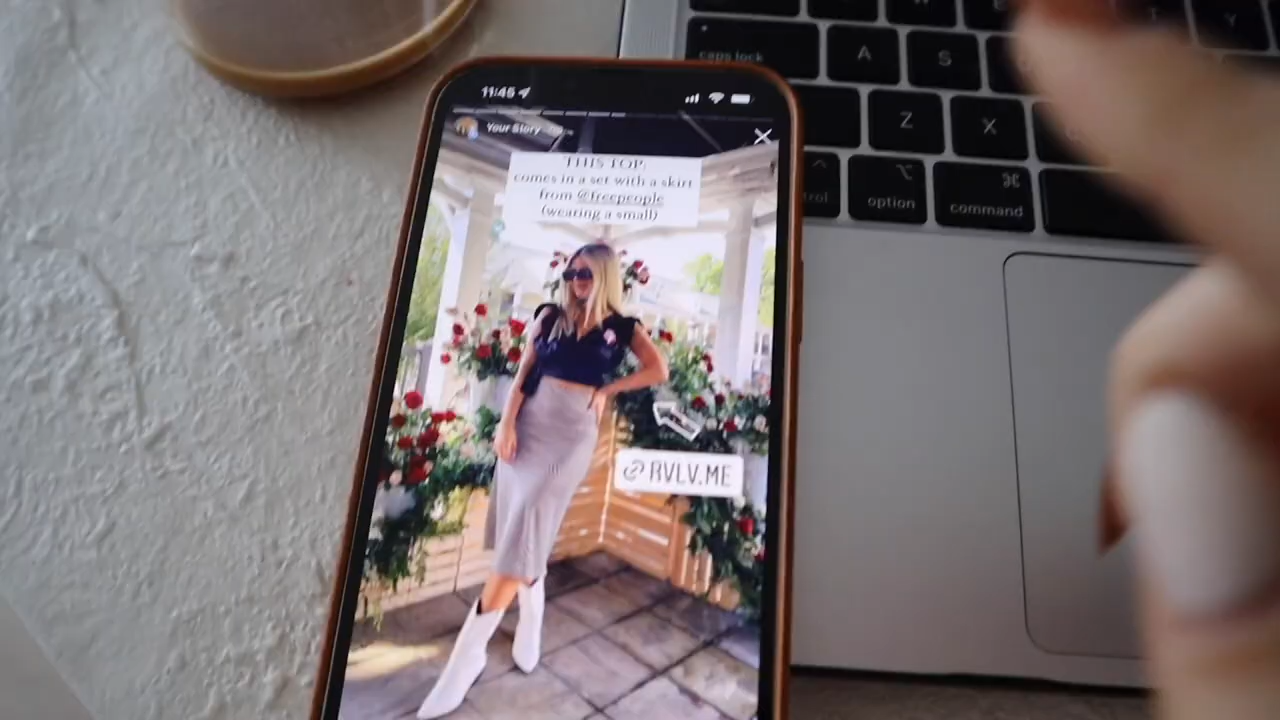 caps lock
A
S
Z
X
option
⌘
command
11:45
Your Story
THIS TOP:
comes in a set with a skirt
from @freepeople
(wearing a small)
RVLV.ME